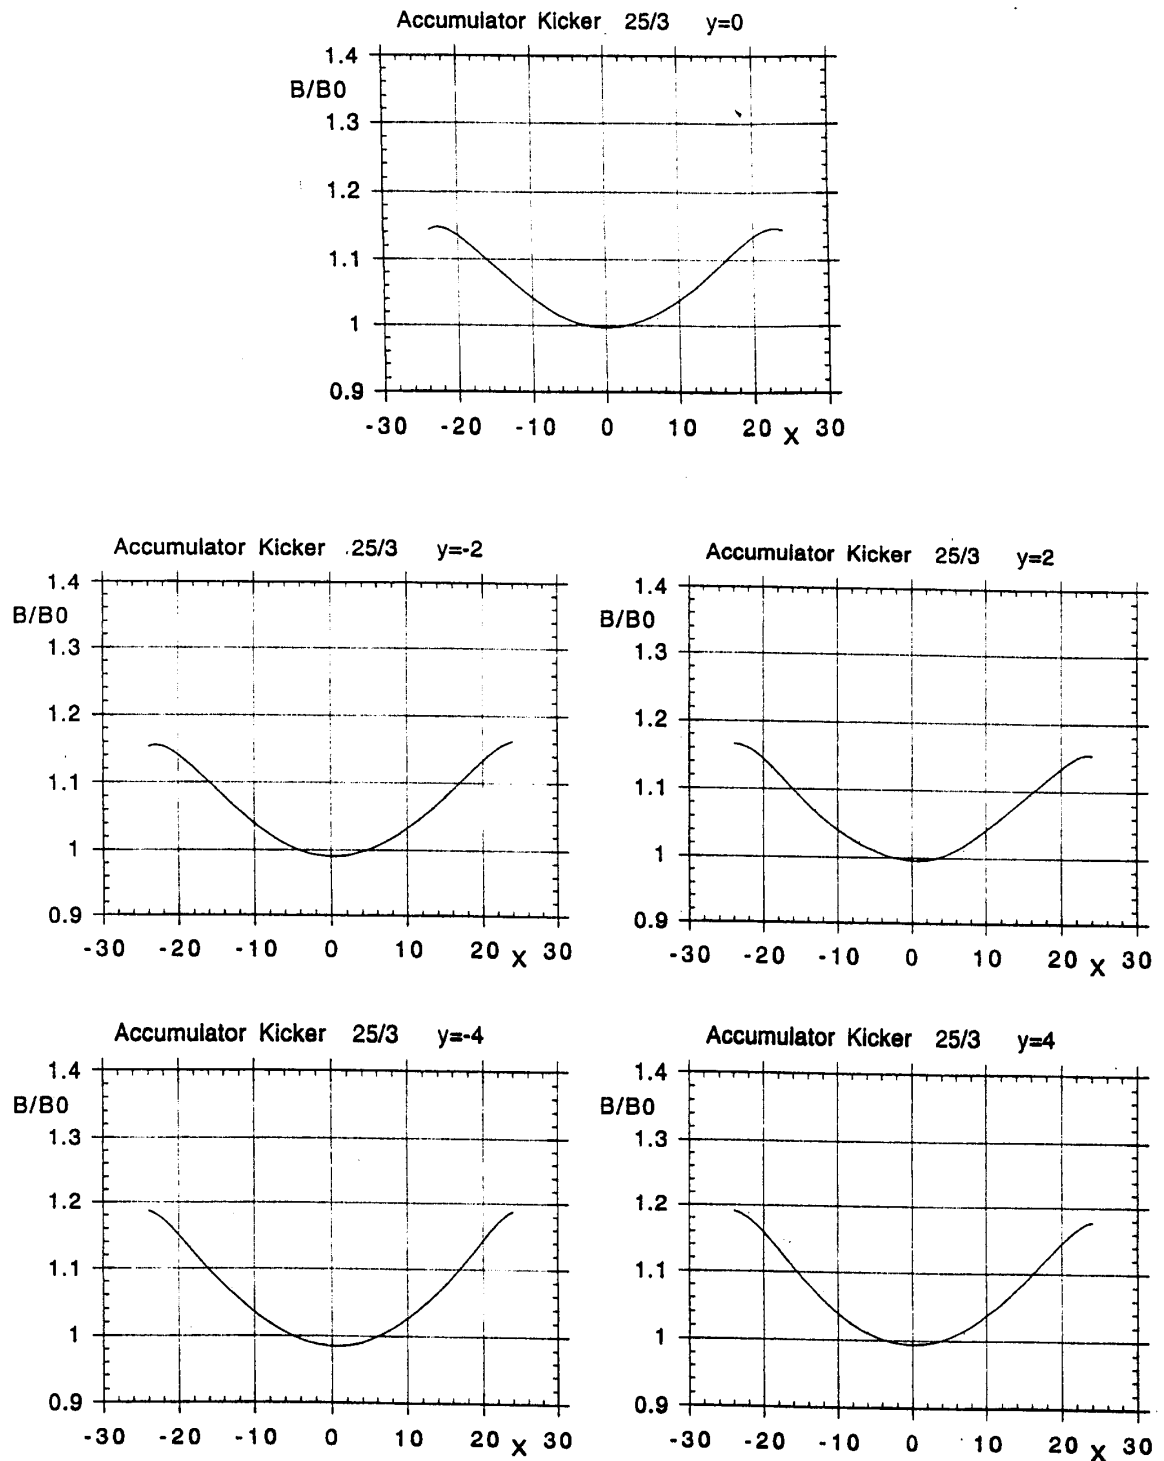 Accumulator Kicker 25/3 y=0
1.4
B/B0
1.3
1.2
1.1
1
0.9
-30 -20 -10 0 10 20 X 30
Accumulator Kicker 25/3 y=-2
1.4
B/B0
1.3
1.2
1.1
1
0.9
-30 -20 -10 0 10 20 X 30
Accumulator Kicker 25/3 y=2
1.4
B/B0
1.3
1.2
1.1
1
0.9
-30 -20 -10 0 10 20 X 30
Accumulator Kicker 25/3 y=-4
1.4
B/B0
1.3
1.2
1.1
1
0.9
-30 -20 -10 0 10 20 X 30
Accumulator Kicker 25/3 y=4
1.4
B/B0
1.3
1.2
1.1
1
0.9
-30 -20 -10 0 10 20 X 30